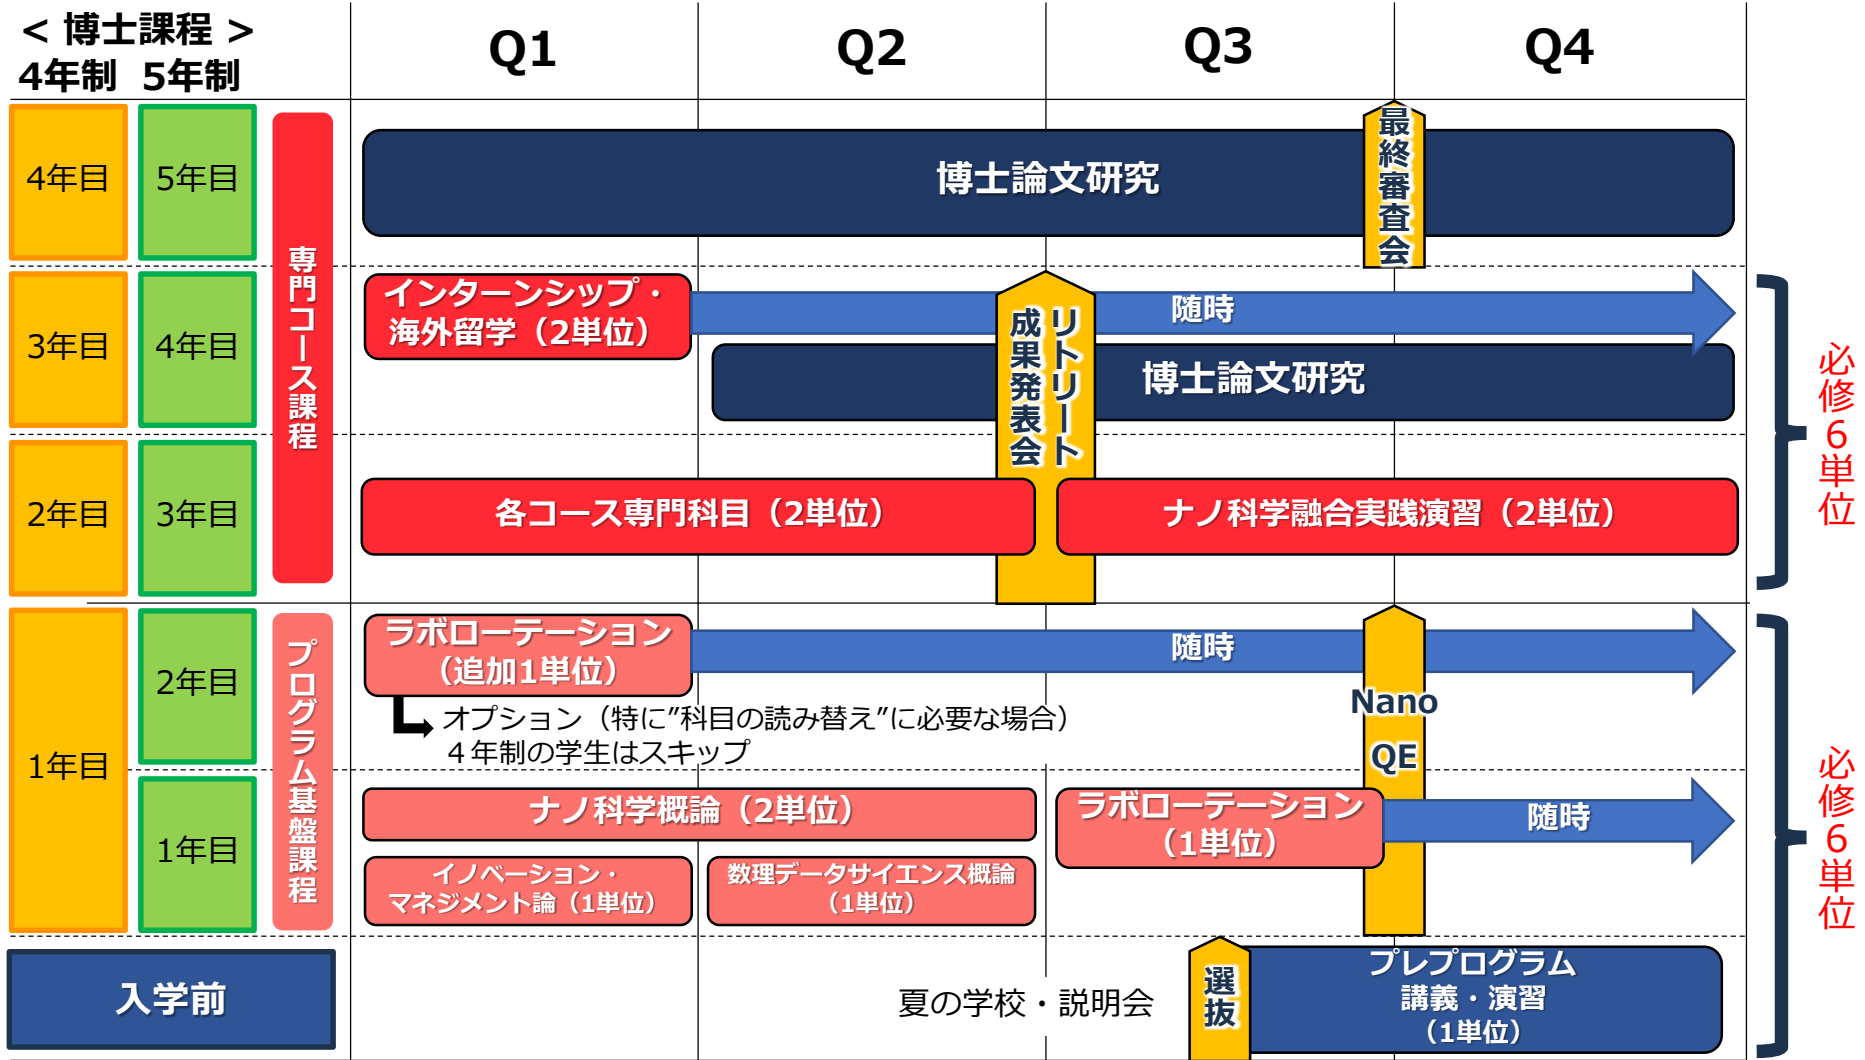 < 博士課程 >
4年制 5年制
Q1
Q2
Q3
Q4
4年目
5年目
専門コース課程
博士論文研究
最終審査会
3年目
4年目
インターンシップ・
海外留学（2単位）
随時
リトリート
成果発表会
博士論文研究
必修６単位
2年目
3年目
各コース専門科目（2単位）
ナノ科学融合実践演習（2単位）
1年目
2年目
プログラム基盤課程
ラボローテーション
（追加1単位）
随時
オプション（特に”科目の読み替え”に必要な場合）
４年制の学生はスキップ
Nano
QE
必修６単位
1年目
ナノ科学概論（2単位）
ラボローテーション
（1単位）
随時
イノベーション・
マネジメント論（1単位）
数理データサイエンス概論
（1単位）
入学前
夏の学校・説明会
選抜
プレプログラム
講義・演習
（1単位）